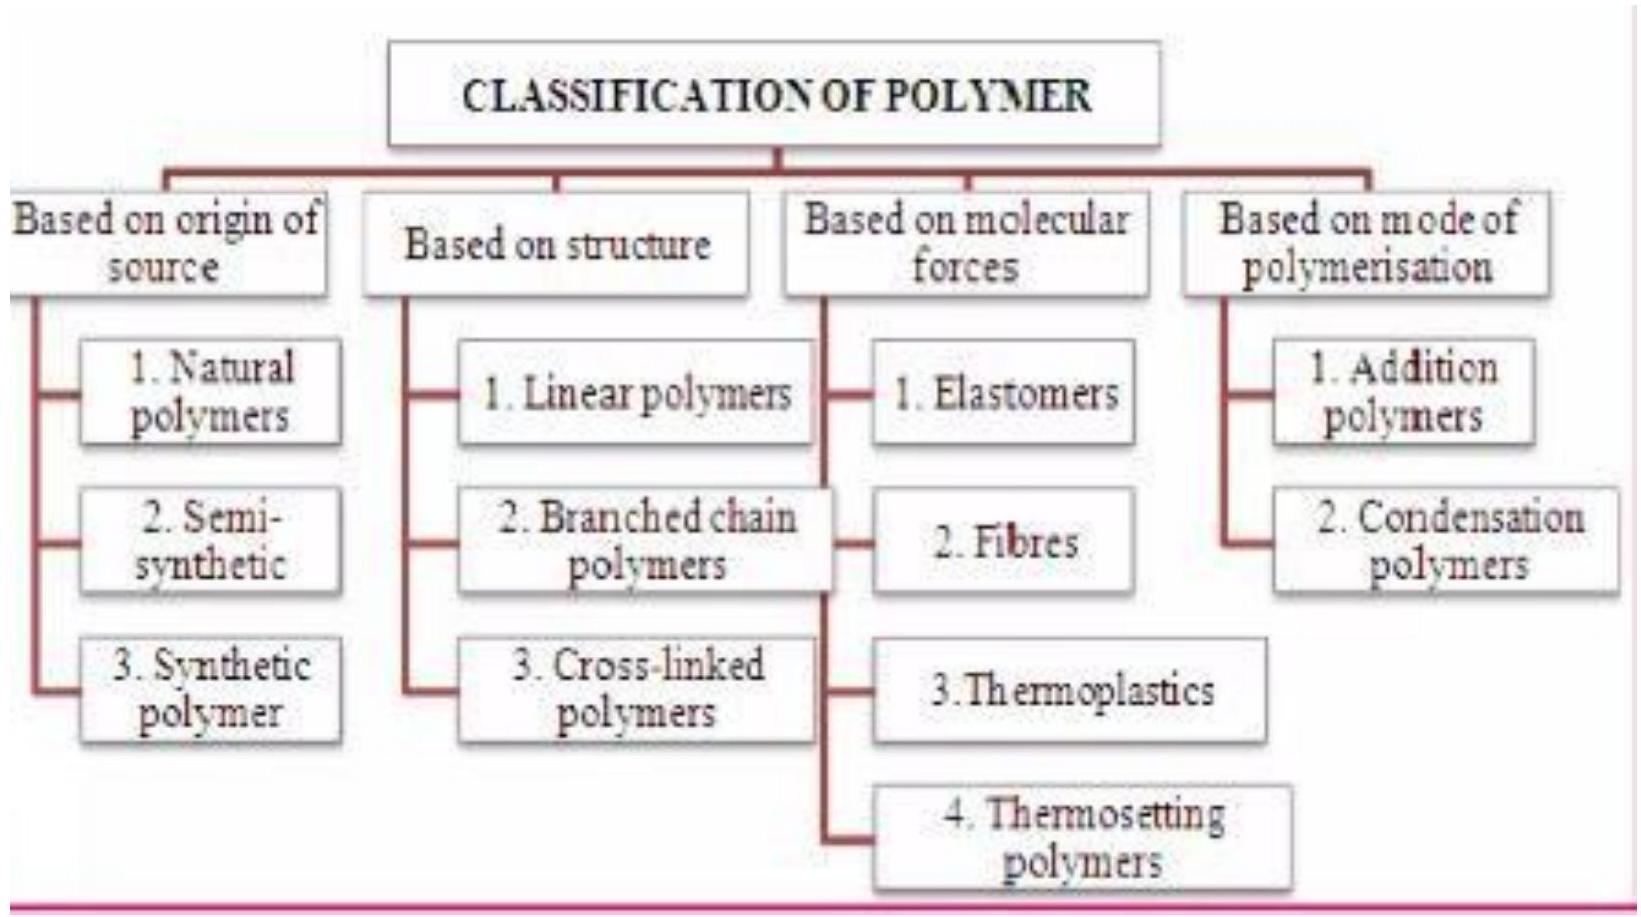 CLASSIFICATION OF POLYMER
Based on origin of
source
1. Natural
polymers
2. Semi-
synthetic
3. Synthetic
polymer
Based on structure
1. Linear polymers
2. Branched chain
polymers
3. Cross-linked
polymers
Based on molecular
forces
1. Elastomers
2. Fibres
3.Thermoplastics
4. Thermosetting
polymers
Based on mode of
polymerisation
1. Addition
polymers
2. Condensation
polymers